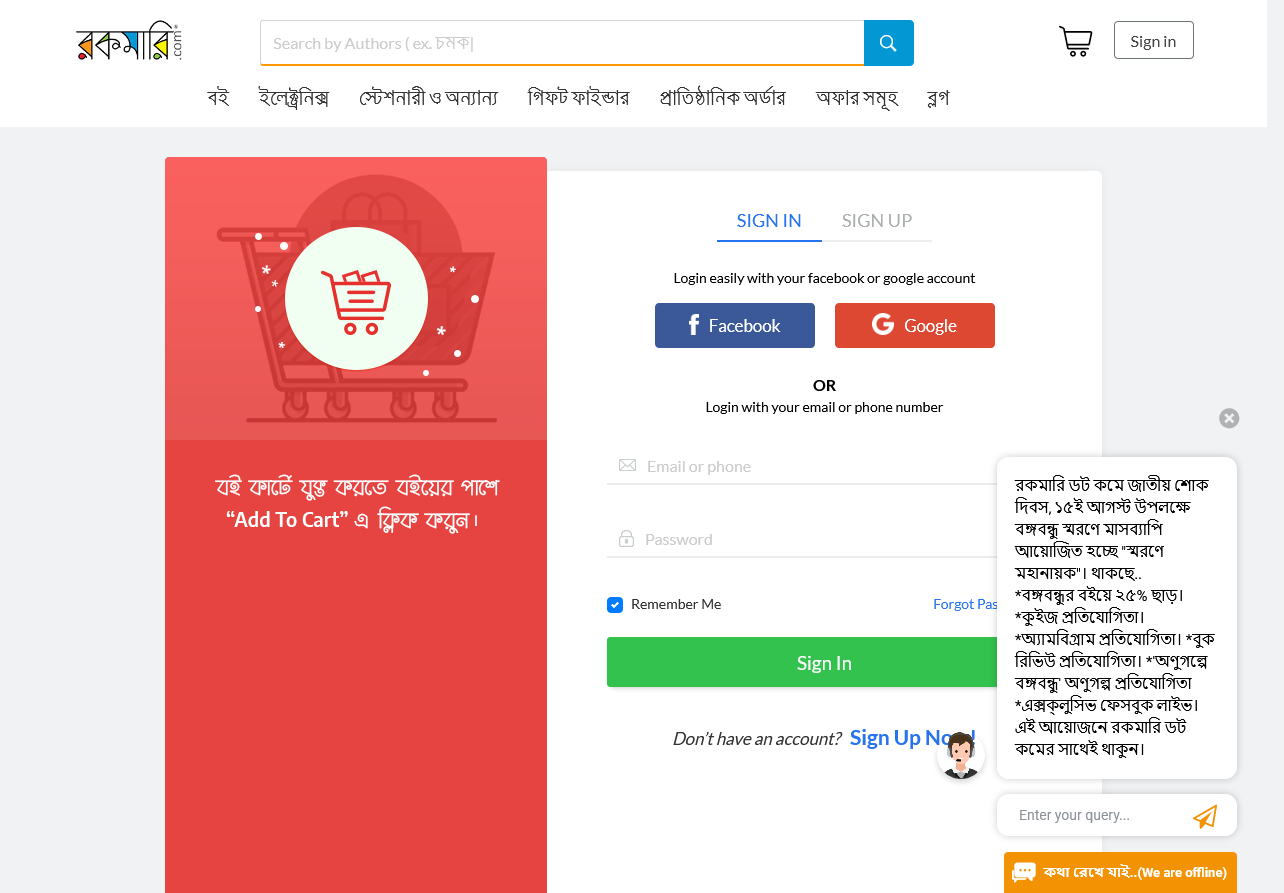 রকমারি.com
Search by Authors ( ex. চমক|
Sign in
বই ইলেক্ট্রনিক্স স্টেশনারী ও অন্যান্য গিফট ফাইন্ডার প্রাতিষ্ঠানিক অর্ডার অফার সমূহ ব্লগ
SIGN IN SIGN UP
Login easily with your facebook or google account
f Facebook G Google
OR
Login with your email or phone number
Email or phone
Password
Remember Me Forgot Pas
Sign In
Don't have an account? Sign Up Now!
বই কার্টে যুক্ত করতে বইয়ের পাশে
“Add To Cart” এ ক্লিক করুন।
রকমারি ডট কমে জাতীয় শোক
দিবস, ১৫ই আগস্ট উপলক্ষে
বঙ্গবন্ধু স্মরণে মাসব্যাপি
আয়োজিত হচ্ছে "স্মরণে
মহানায়ক"। থাকছে..
*বঙ্গবন্ধুর বইয়ে ২৫% ছাড়।
*কুইজ প্রতিযোগিতা।
*অ্যামবিগ্রাম প্রতিযোগিতা। *বুক
রিভিউ প্রতিযোগিতা। *'অণুগল্পে
বঙ্গবন্ধু' অণুগল্প প্রতিযোগিতা
*এক্সক্লুসিভ ফেসবুক লাইভ।
এই আয়োজনে রকমারি ডট
কমের সাথেই থাকুন।
Enter your query...
কথা রেখে যাই..(We are offline)